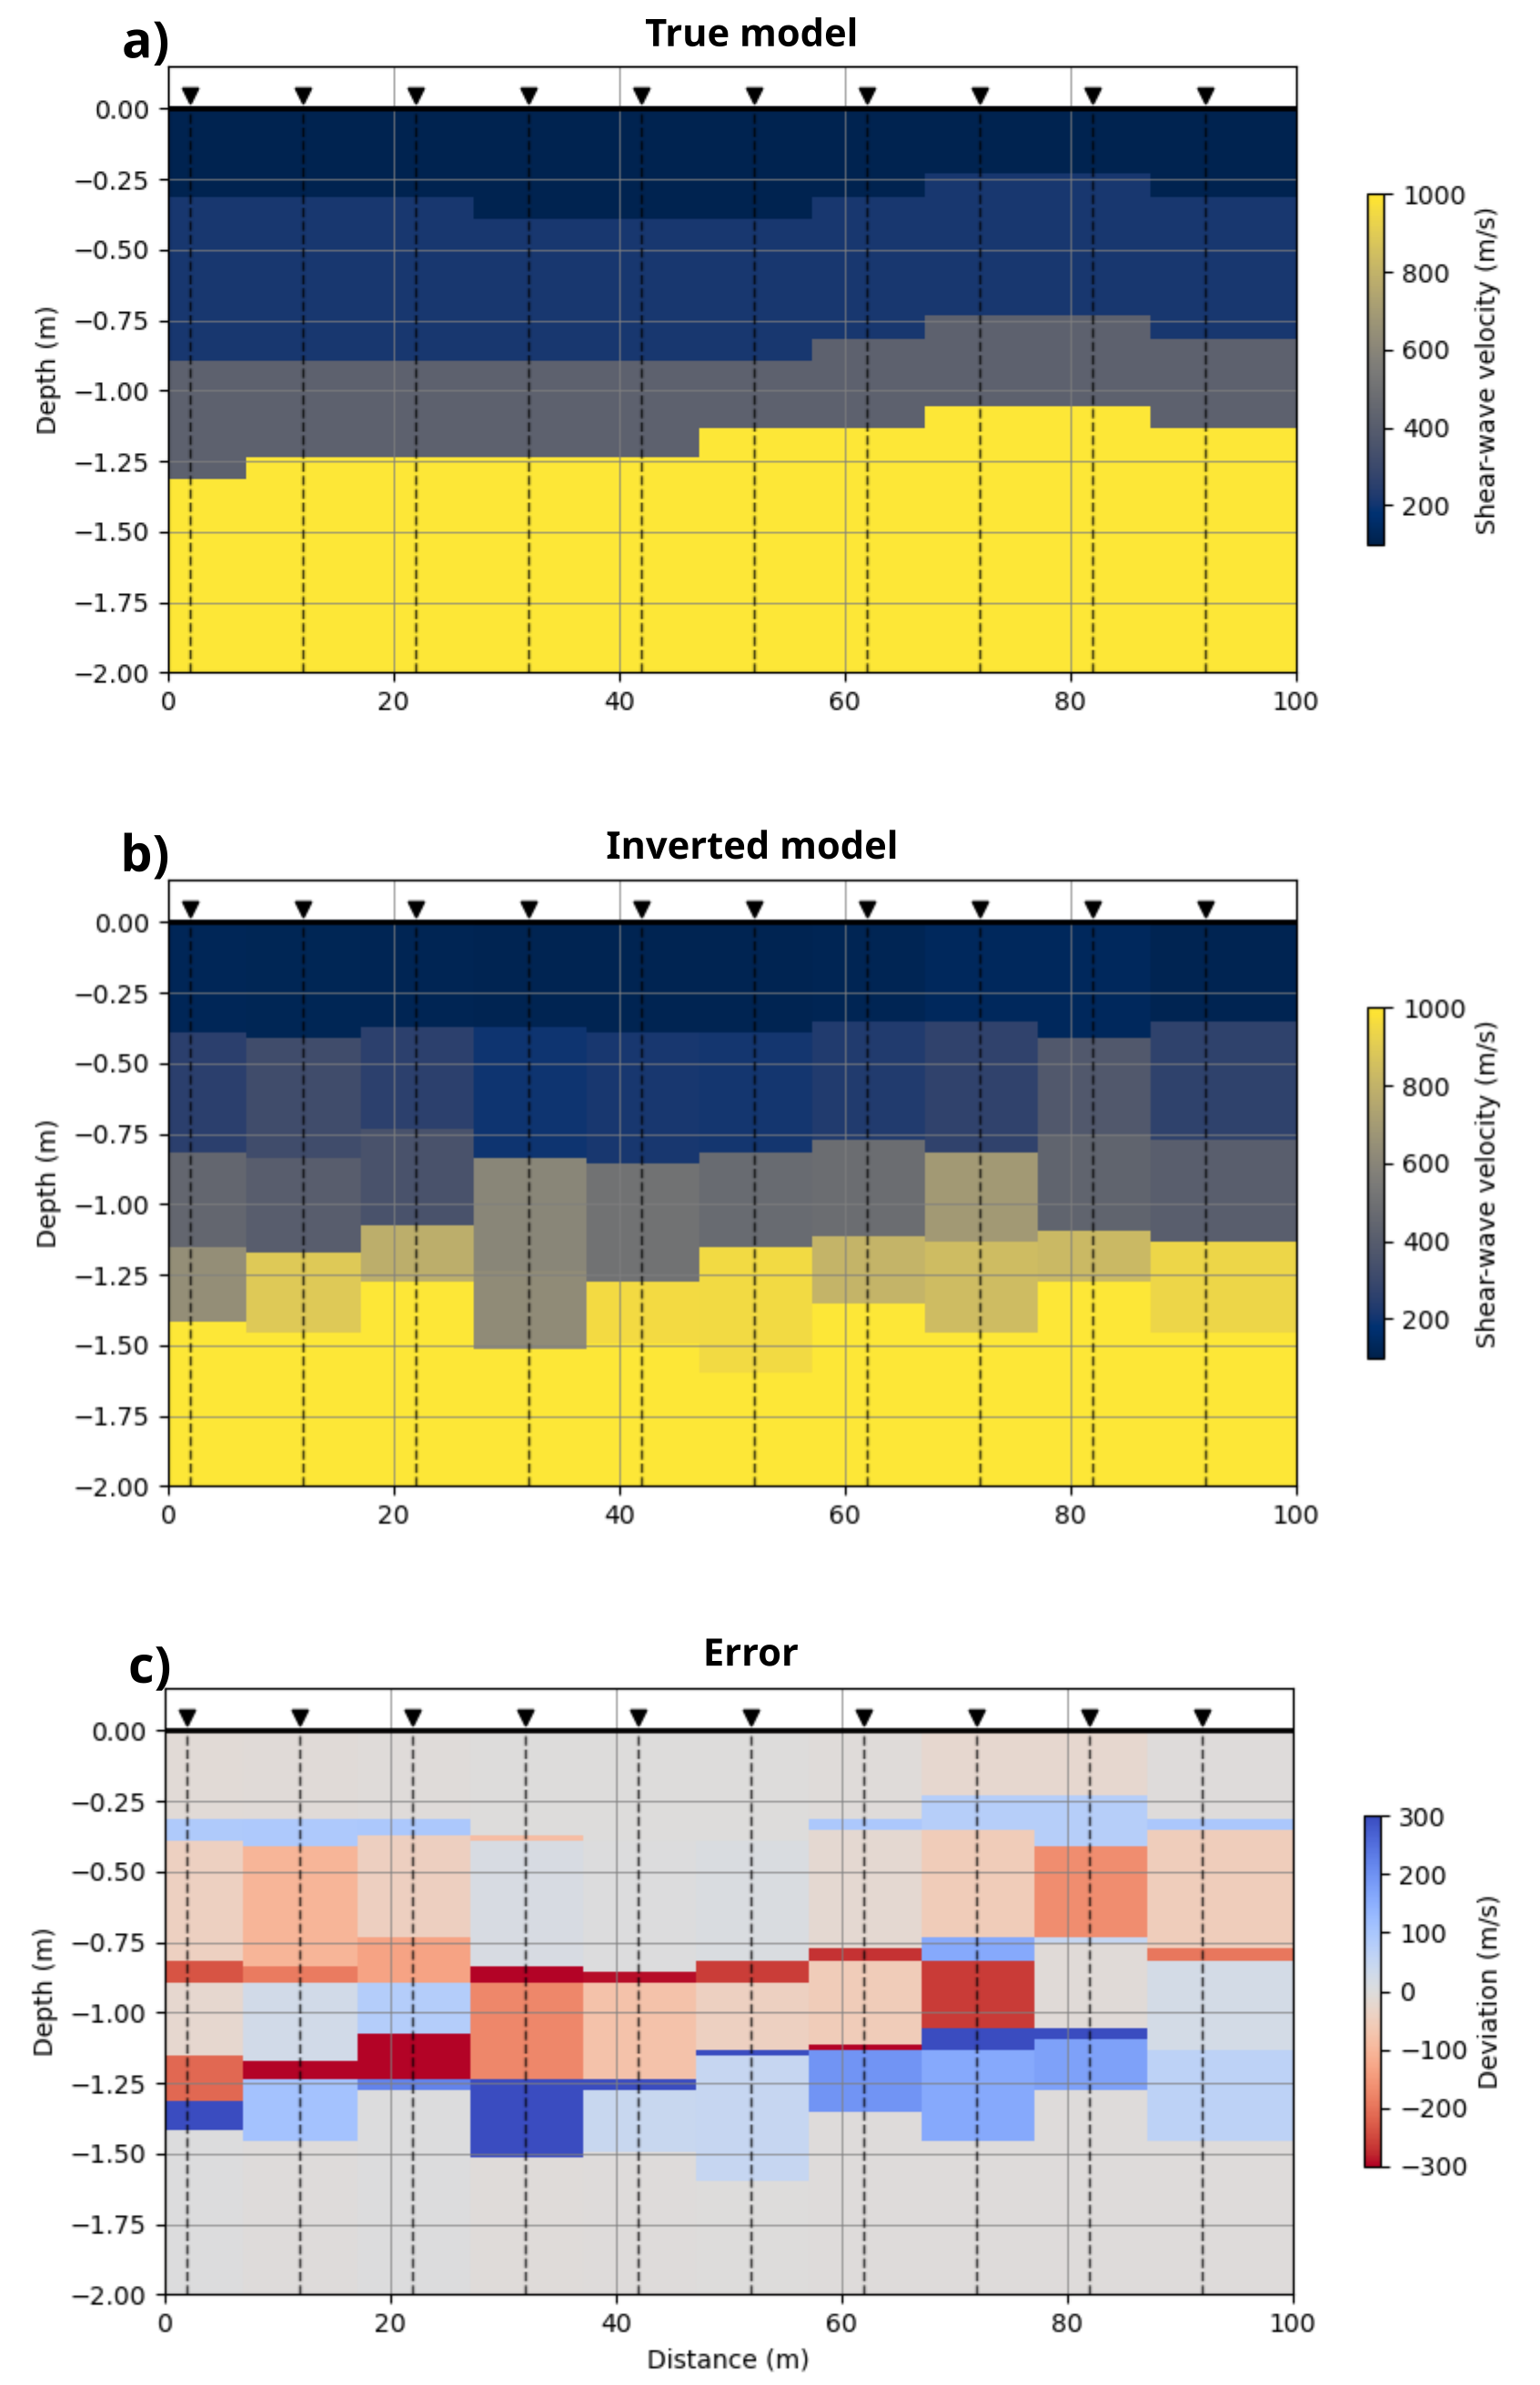 a)
True model
0.00
−0.25
−0.50
−0.75
−1.00
−1.25
−1.50
−1.75
−2.00
Depth (m)
0 20 40 60 80 100
1000
800
600
400
200
Shear-wave velocity (m/s)
b)
Inverted model
0.00
−0.25
−0.50
−0.75
−1.00
−1.25
−1.50
−1.75
−2.00
Depth (m)
0 20 40 60 80 100
1000
800
600
400
200
Shear-wave velocity (m/s)
c)
Error
0.00
−0.25
−0.50
−0.75
−1.00
−1.25
−1.50
−1.75
−2.00
Depth (m)
0 20 40 60 80 100
Distance (m)
300
200
100
0
−100
−200
−300
Deviation (m/s)